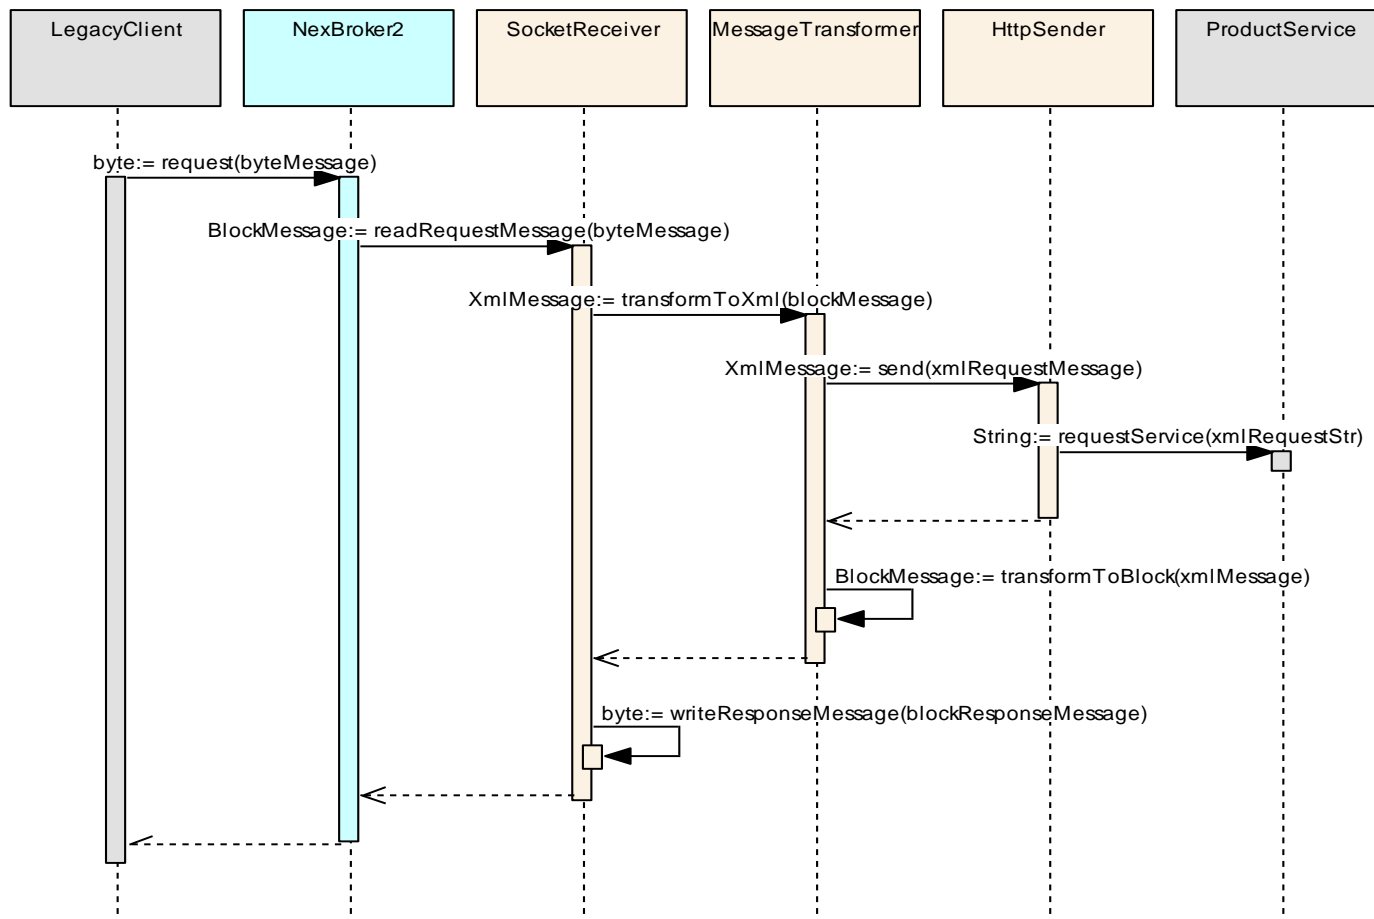 LegacyClient
NexBroker2
SocketReceiver
MessageTransformer
HttpSender
ProductService
byte:= request(byteMessage)
BlockMessage:= readRequestMessage(byteMessage)
XmlMessage:= transformToXml(blockMessage)
XmlMessage:= send(xmlRequestMessage)
String:= requestService(xmlRequestStr)
BlockMessage:= transformToBlock(xmlMessage)
byte:= writeResponseMessage(blockResponseMessage)